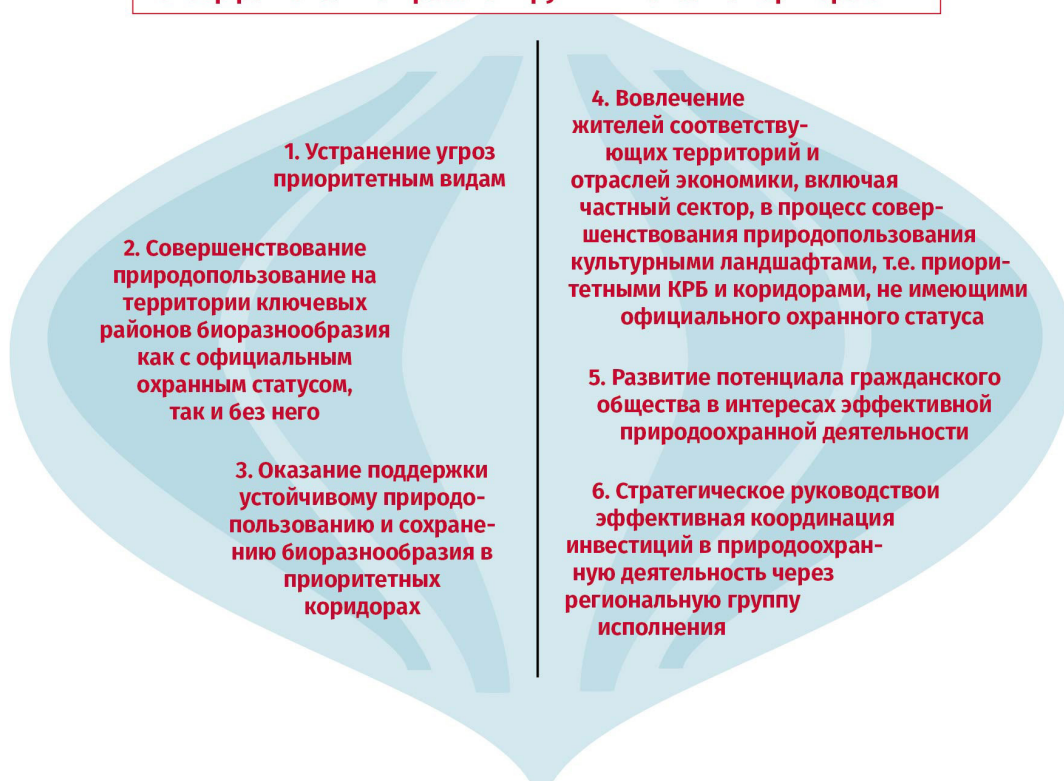 1. Устранение угроз
приоритетным видам
2. Совершенствование
природопользование на
территории ключевых
районов биоразнообразия
как с официальным
охранным статусом,
так и без него
3. Оказание поддержки
устойчивому природо-
пользованию и сохране-
нию биоразнообразия в
приоритетных
коридорах
4. Вовлечение
жителей соответству-
ющих территорий и
отраслей экономики, включая
частный сектор, в процесс совер-
шенствования природопользования
культурными ландшафтами, т.е. приори-
тетными КРБ и коридорами, не имеющими
официального охранного статуса
5. Развитие потенциала гражданского
общества в интересах эффективной
природоохранной деятельности
6. Стратегическое руководствои
эффективная координация
инвестиций в природоохран-
ную деятельность через
региональную группу
исполнения